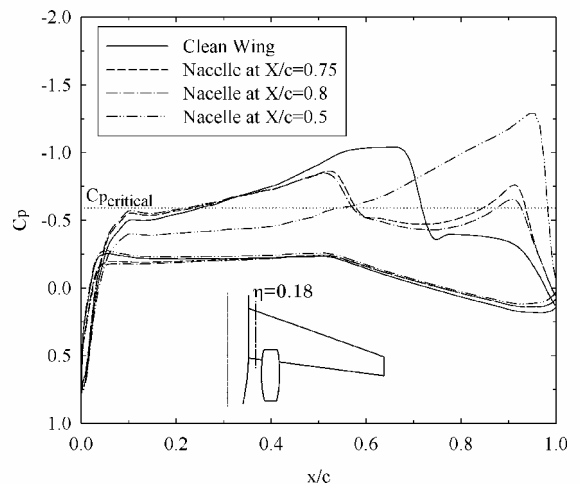 -2.0
-1.5
-1.0
-0.5
0.0
0.5
1.0
Cp
Clean Wing
Nacelle at X/c=0.75
Nacelle at X/c=0.8
Nacelle at X/c=0.5
Cpcritical
η=0.18
0.0 0.2 0.4 0.6 0.8 1.0
x/c